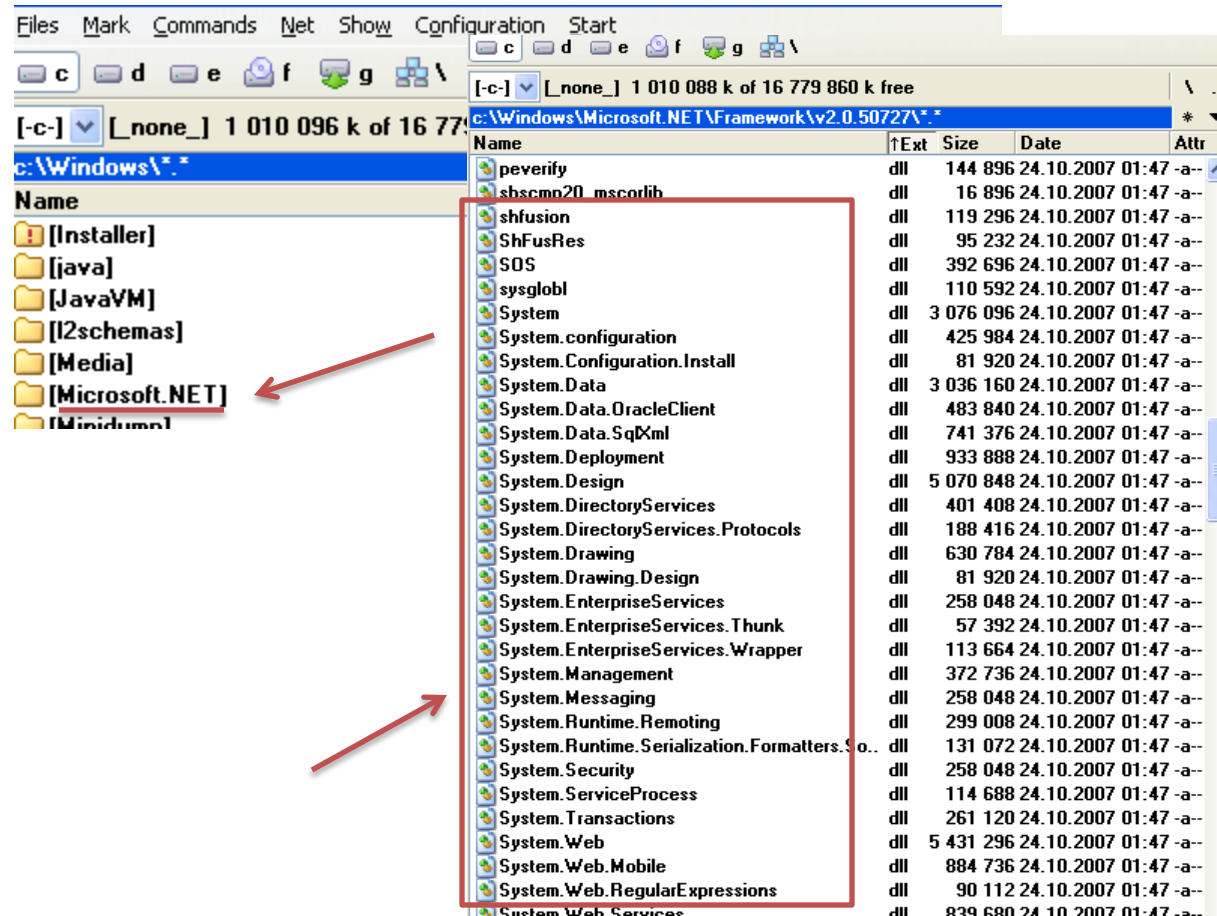 Files Mark Commands Net Show Configuration Start
c d e f g \
[-c-] [_none_] 1 010 096 k of 16 77
c:\Windows\*.*
Name
[Installer]
[java]
[JavaVM]
[l2schemas]
[Media]
[Microsoft.NET]
[Minidump]
c d e f g \
[-c-] [_none_] 1 010 088 k of 16 779 860 k free \ .
c:\Windows\Microsoft.NET\Framework\v2.0.50727\*.* *
Name ↑Ext Size Date Attr
peverify dll 144 896 24.10.2007 01:47 -a--
sbscmp20_mscorlib dll 16 896 24.10.2007 01:47 -a--
shfusion dll 119 296 24.10.2007 01:47 -a--
ShFusRes dll 95 232 24.10.2007 01:47 -a--
SOS dll 392 696 24.10.2007 01:47 -a--
sysglobl dll 110 592 24.10.2007 01:47 -a--
System dll 3 076 096 24.10.2007 01:47 -a--
System.configuration dll 425 984 24.10.2007 01:47 -a--
System.Configuration.Install dll 81 920 24.10.2007 01:47 -a--
System.Data dll 3 036 160 24.10.2007 01:47 -a--
System.Data.OracleClient dll 483 840 24.10.2007 01:47 -a--
System.Data.SqlXml dll 741 376 24.10.2007 01:47 -a--
System.Deployment dll 933 888 24.10.2007 01:47 -a--
System.Design dll 5 070 848 24.10.2007 01:47 -a--
System.DirectoryServices dll 401 408 24.10.2007 01:47 -a--
System.DirectoryServices.Protocols dll 188 416 24.10.2007 01:47 -a--
System.Drawing dll 630 784 24.10.2007 01:47 -a--
System.Drawing.Design dll 81 920 24.10.2007 01:47 -a--
System.EnterpriseServices dll 258 048 24.10.2007 01:47 -a--
System.EnterpriseServices.Thunk dll 57 392 24.10.2007 01:47 -a--
System.EnterpriseServices.Wrapper dll 113 664 24.10.2007 01:47 -a--
System.Management dll 372 736 24.10.2007 01:47 -a--
System.Messaging dll 258 048 24.10.2007 01:47 -a--
System.Runtime.Remoting dll 299 008 24.10.2007 01:47 -a--
System.Runtime.Serialization.Formatters.So.. dll 131 072 24.10.2007 01:47 -a--
System.Security dll 258 048 24.10.2007 01:47 -a--
System.ServiceProcess dll 114 688 24.10.2007 01:47 -a--
System.Transactions dll 261 120 24.10.2007 01:47 -a--
System.Web dll 5 431 296 24.10.2007 01:47 -a--
System.Web.Mobile dll 884 736 24.10.2007 01:47 -a--
System.Web.RegularExpressions dll 90 112 24.10.2007 01:47 -a--
System.Web.Services dll 839 680 24.10.2007 01:47 -a--